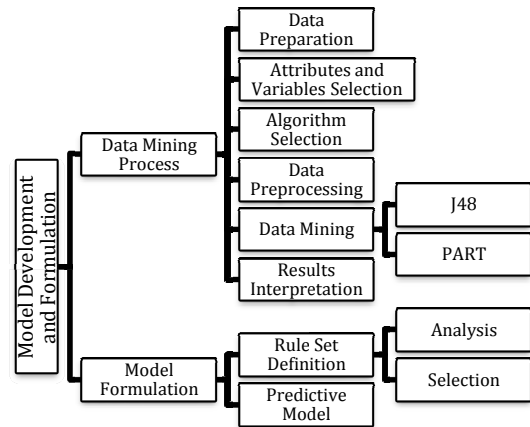 Model Development
and Formulation
Data Mining
Process
Data
Preparation
Attributes and
Variables Selection
Algorithm
Selection
Data
Preprocessing
Data Mining
J48
PART
Results
Interpretation
Model
Formulation
Rule Set
Definition
Analysis
Selection
Predictive
Model